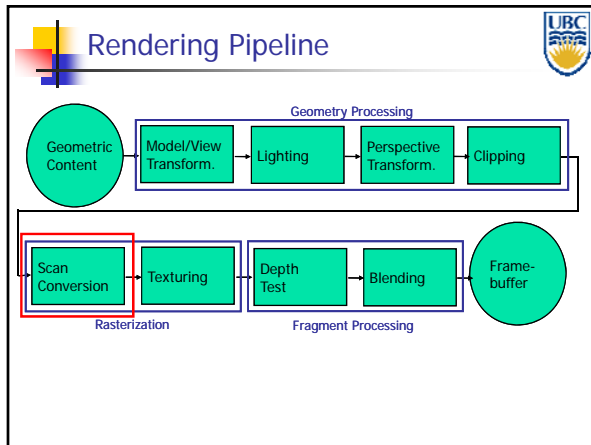 Rendering Pipeline
UBC
Geometry Processing
Geometric
Content
Model/View
Transform.
Lighting
Perspective
Transform.
Clipping
Scan
Conversion
Texturing
Depth
Test
Blending
Frame-
buffer
Rasterization
Fragment Processing